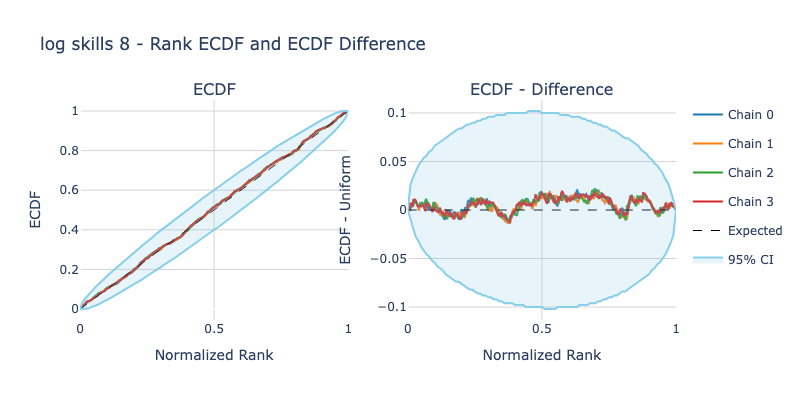 log skills 8 - Rank ECDF and ECDF Difference
ECDF
ECDF
1
0.8
0.6
0.4
0.2
0
0
0.5
1
Normalized Rank
ECDF - Difference
ECDF - Uniform
0.1
0.05
0
−0.05
−0.1
0
0.5
1
Normalized Rank
Chain 0
Chain 1
Chain 2
Chain 3
Expected
95% CI